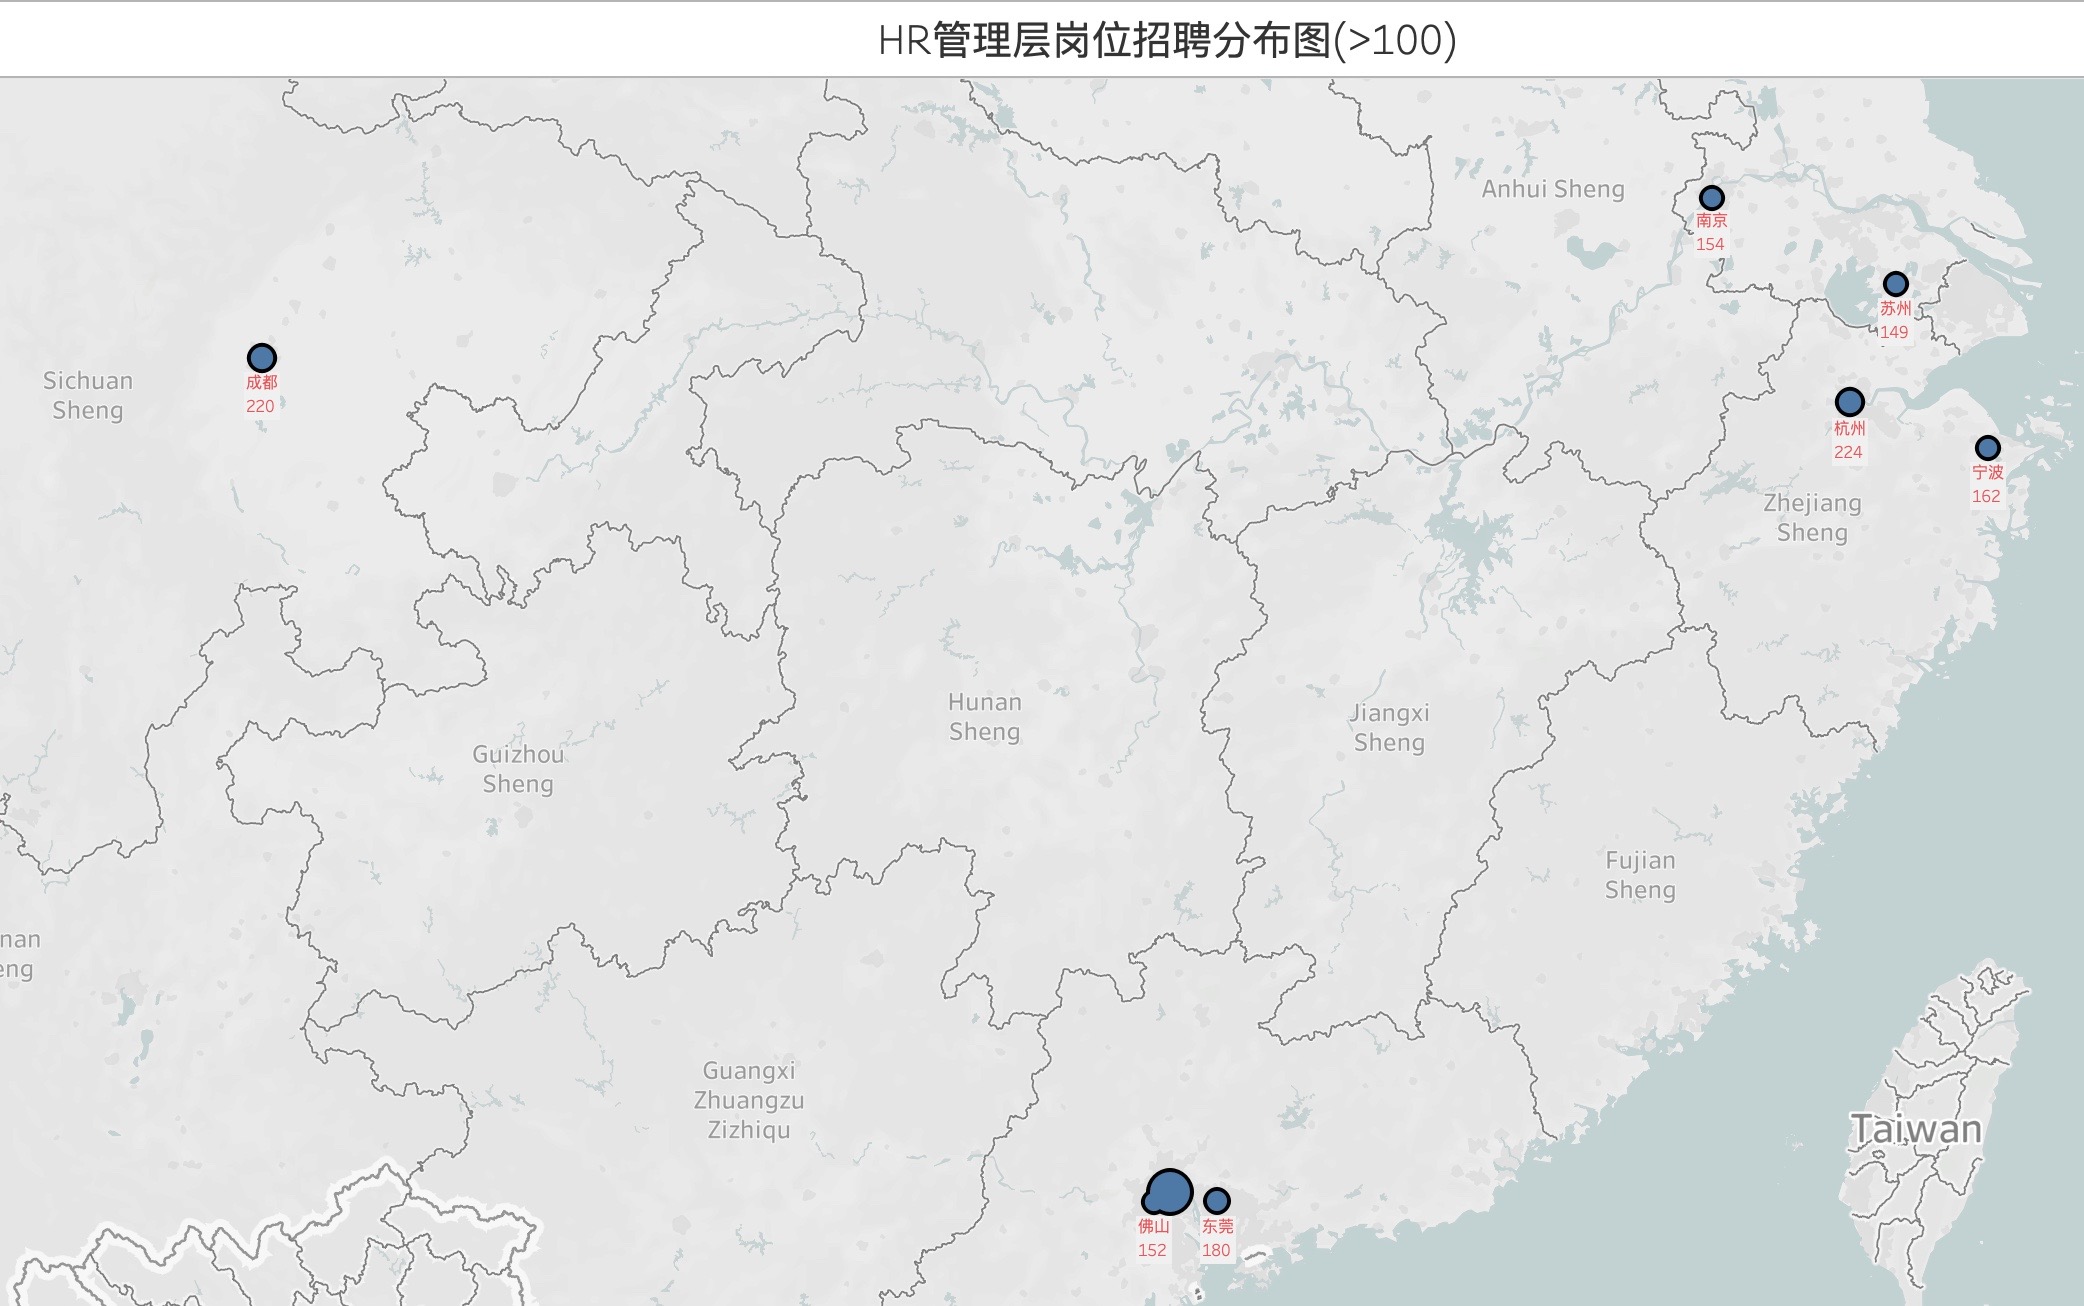 HR管理层岗位招聘分布图(>100)
Anhui Sheng
南京
154
苏州
149
Sichuan
Sheng
成都
220
杭州
224
宁波
162
Zhejiang
Sheng
Hunan
Sheng
Jiangxi
Sheng
Guizhou
Sheng
Fujian
Sheng
nan
eng
Guangxi
Zhuangzu
Zizhiqu
Taiwan
佛山
152
东莞
180